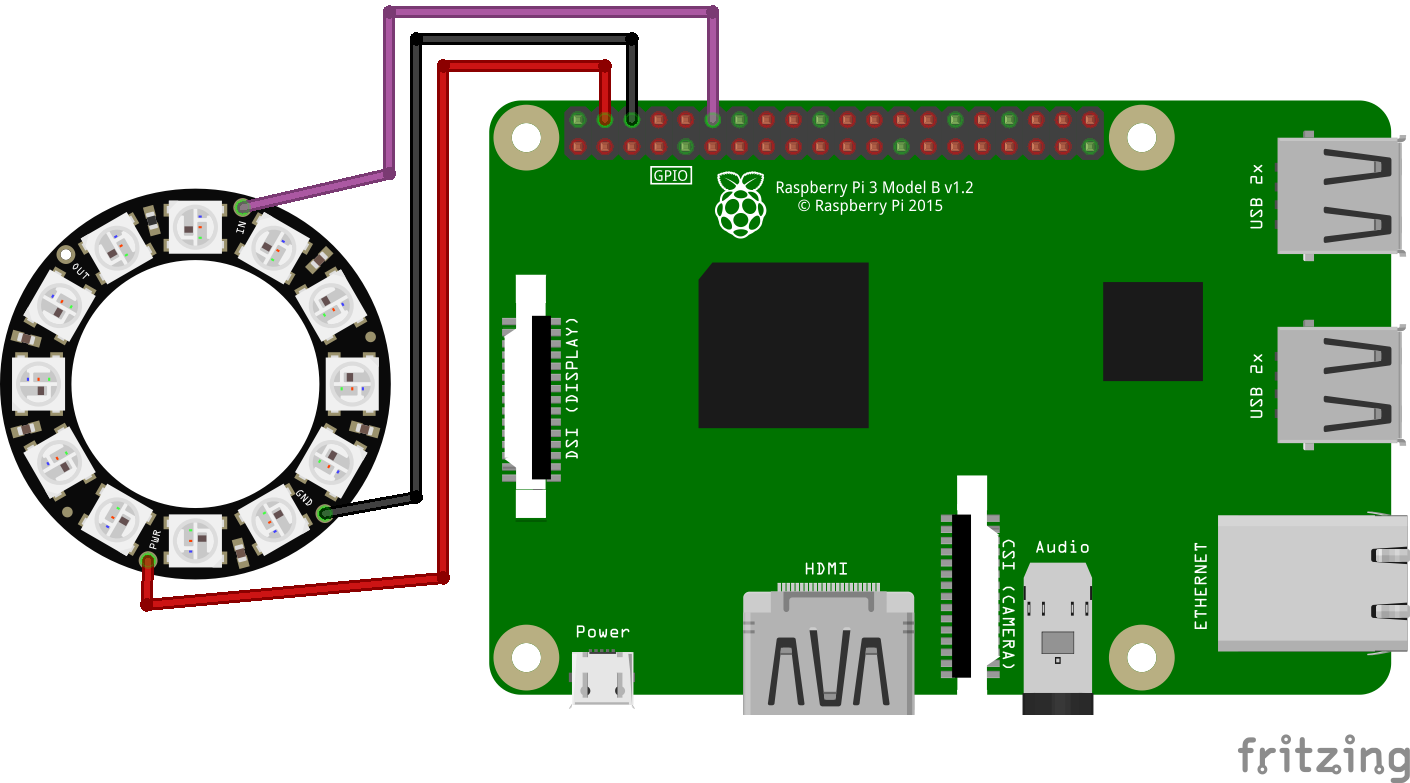 IN
OUT
GND
PWR
GPIO
Raspberry Pi 3 Model B v1.2
© Raspberry Pi 2015
USB 2x
DSI (DISPLAY)
USB 2x
HDMI
CSI (CAMERA)
Audio
ETHERNET
Power
fritzing